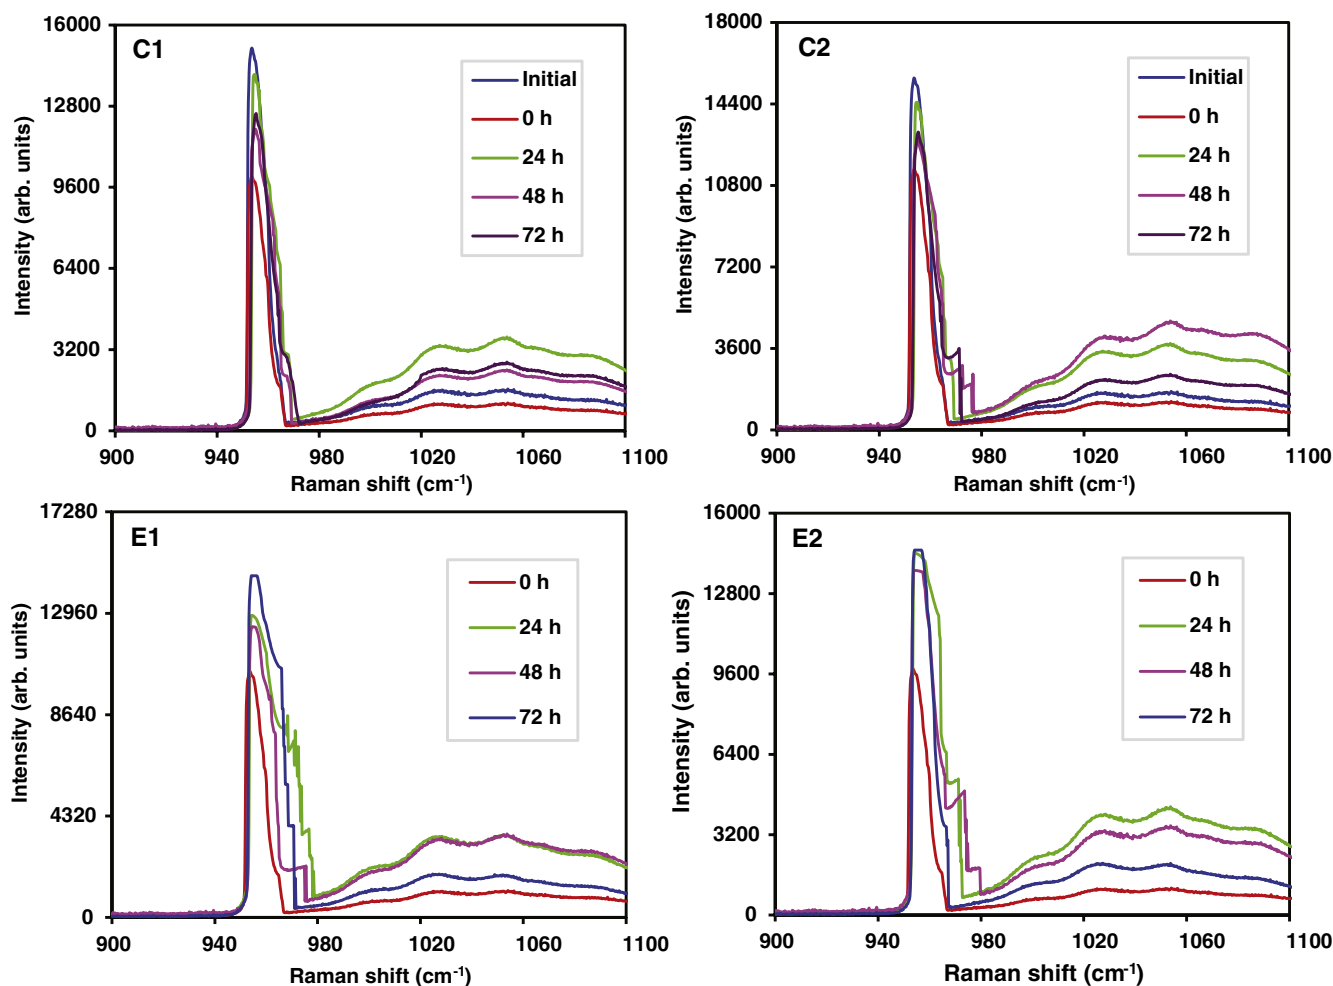 C1
Intensity (arb. units)
16000
12800
9600
6400
3200
0
Initial
0 h
24 h
48 h
72 h
900 940 980 1020 1060 1100
Raman shift (cm-1)
C2
Intensity (arb. units)
18000
14400
10800
7200
3600
0
Initial
0 h
24 h
48 h
72 h
900 940 980 1020 1060 1100
Raman shift (cm-1)
E1
Intensity (arb. units)
17280
12960
8640
4320
0
0 h
24 h
48 h
72 h
900 940 980 1020 1060 1100
Raman shift (cm-1)
E2
Intensity (arb. units)
16000
12800
9600
6400
3200
0
0 h
24 h
48 h
72 h
900 940 980 1020 1060 1100
Raman shift (cm-1)